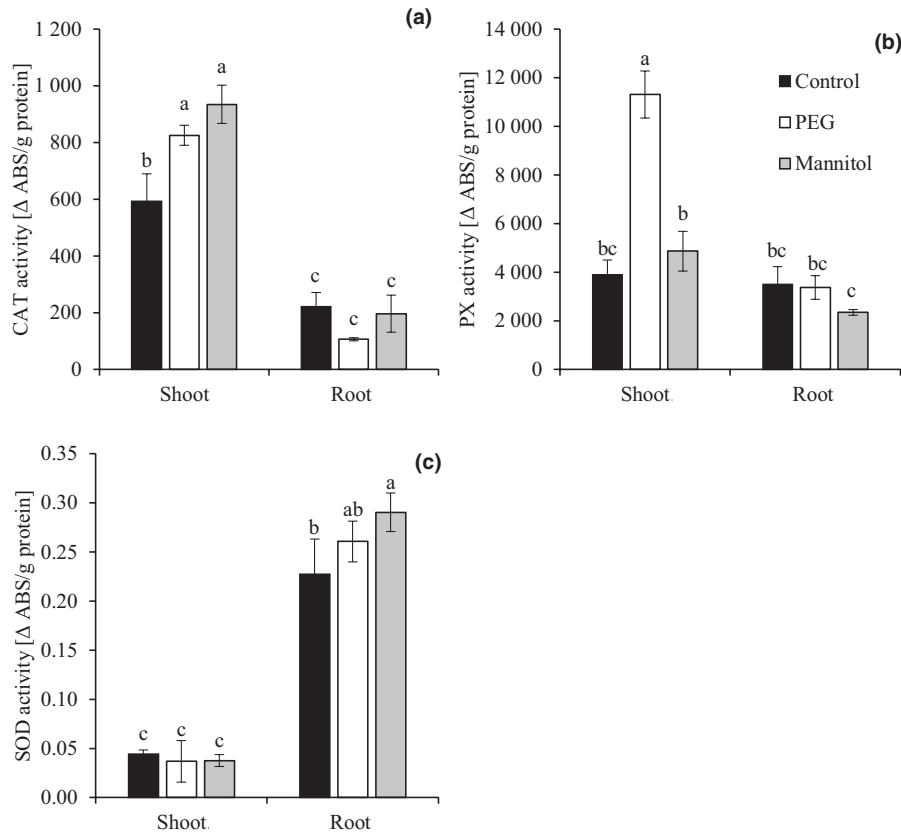 (a)
1 200
1 000
800
600
400
200
0
CAT activity [Δ ABS/g protein]
b
a
a
c
c
c
Shoot
Root
(b)
14 000
12 000
10 000
8 000
6 000
4 000
2 000
0
PX activity [Δ ABS/g protein]
Control
PEG
Mannitol
bc
a
b
bc
bc
c
Shoot.
Root
(c)
0.35
0.30
0.25
0.20
0.15
0.10
0.05
0.00
SOD activity [Δ ABS/g protein]
c
c
c
b
ab
a
Shoot.
Root